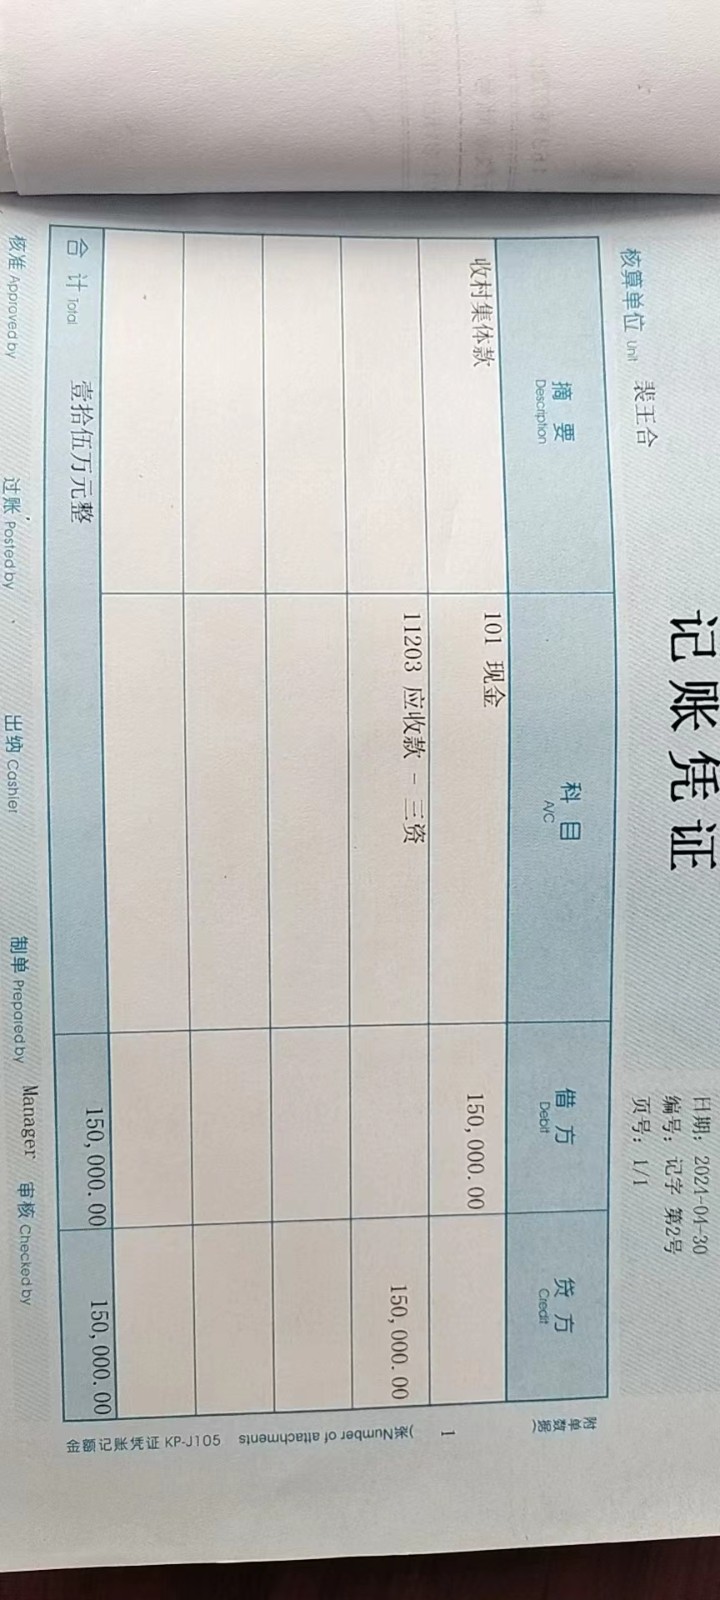 记账凭证
日期：2021-04-30
编号：记字 第2号
页号：1/1
核算单位 Unit 裴王合
摘要 Description 科目 A/C 借方 Debit 贷方 Credit
收村集体款 101 现金 150,000.00
11203 应收款 - 三资 150,000.00
合计 Total 壹拾伍万元整 150,000.00 150,000.00
附单数(据
1
)张(Number of attachments
金额记账凭证 KP-J105
核准 Approved by 过账 Posted by 出纳 Cashier 制单 Prepared by Manager 审核 Checked by